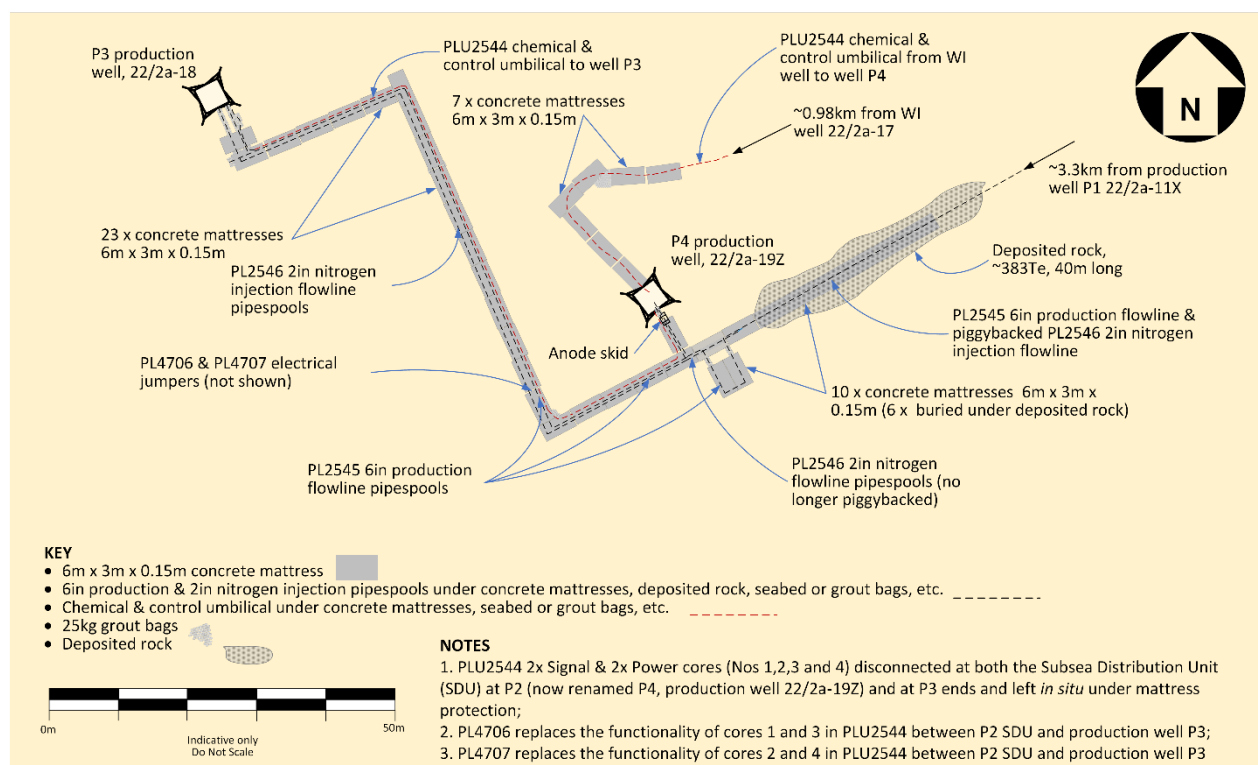 P3 production
well, 22/2a-18
PLU2544 chemical &
control umbilical to well P3
7 x concrete mattresses
6m x 3m x 0.15m
PLU2544 chemical &
control umbilical from WI
well to well P4
~0.98km from WI
well 22/2a-17
N
~3.3km from production
well P1 22/2a-11X
23 x concrete mattresses
6m x 3m x 0.15m
PL2546 2in nitrogen
injection flowline
pipespools
P4 production
well, 22/2a-19Z
Deposited rock,
~383Te, 40m long
PL2545 6in production flowline &
piggybacked PL2546 2in nitrogen
injection flowline
Anode skid
PL4706 & PL4707 electrical
jumpers (not shown)
10 x concrete mattresses 6m x 3m x
0.15m (6 x buried under deposited rock)
PL2545 6in production
flowline pipespools
PL2546 2in nitrogen
flowline pipespools (no
longer piggybacked)
KEY
• 6m x 3m x 0.15m concrete mattress
• 6in production & 2in nitrogen injection pipespools under concrete mattresses, deposited rock, seabed or grout bags, etc.
• Chemical & control umbilical under concrete mattresses, seabed or grout bags, etc.
• 25kg grout bags
• Deposited rock
0m
50m
Indicative only
Do Not Scale
NOTES
1. PLU2544 2x Signal & 2x Power cores (Nos 1,2,3 and 4) disconnected at both the Subsea Distribution Unit
(SDU) at P2 (now renamed P4, production well 22/2a-19Z) and at P3 ends and left in situ under mattress
protection;
2. PL4706 replaces the functionality of cores 1 and 3 in PLU2544 between P2 SDU and production well P3;
3. PL4707 replaces the functionality of cores 2 and 4 in PLU2544 between P2 SDU and production well P3